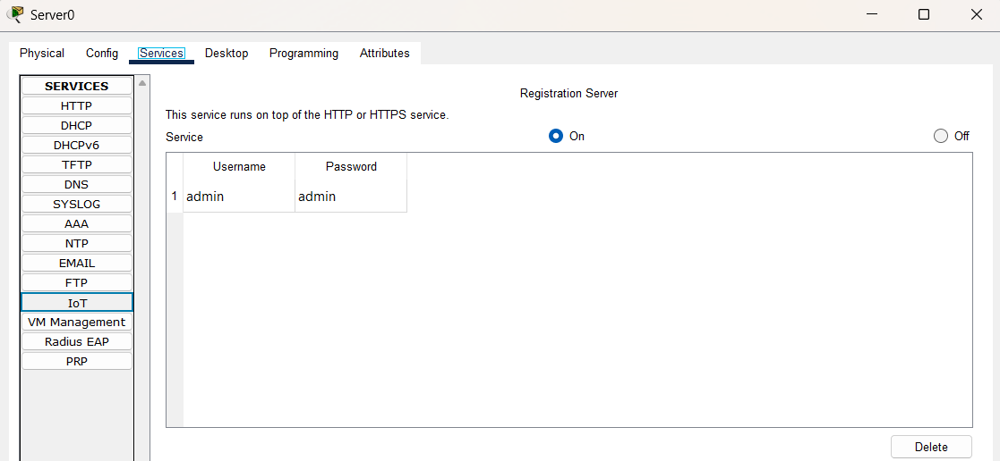 Server0
Physical Config Services Desktop Programming Attributes
SERVICES
HTTP
DHCP
DHCPv6
TFTP
DNS
SYSLOG
AAA
NTP
EMAIL
FTP
IoT
VM Management
Radius EAP
PRP
Registration Server
This service runs on top of the HTTP or HTTPS service.
Service On Off
Username Password
1 admin admin
Delete